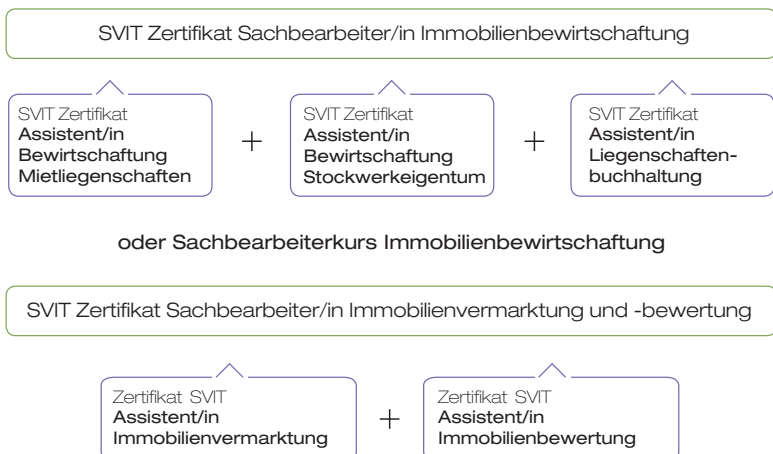 SVIT Zertifikat Sachbearbeiter/in Immobilienbewirtschaftung
SVIT Zertifikat
Assistent/in
Bewirtschaftung
Mietliegenschaften
+
SVIT Zertifikat
Assistent/in
Bewirtschaftung
Stockwerkeigentum
+
SVIT Zertifikat
Assistent/in
Liegenschaften-
buchhaltung
oder Sachbearbeiterkurs Immobilienbewirtschaftung
SVIT Zertifikat Sachbearbeiter/in Immobilienvermarktung und -bewertung
Zertifikat SVIT
Assistent/in
Immobilienvermarktung
+
Zertifikat SVIT
Assistent/in
Immobilienbewertung